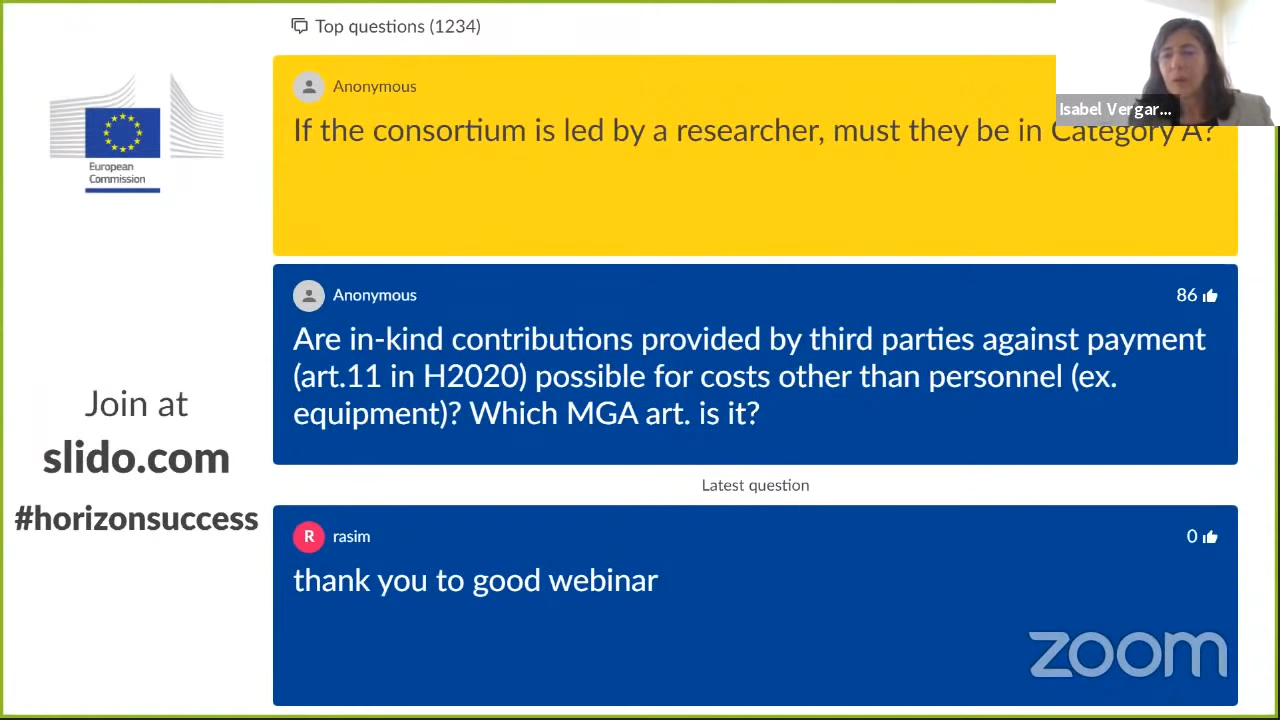 Top questions (1234)
Anonymous
If the consortium is led by a researcher, must they be in Category A?
Isabel Vergar...
European
Commission
Anonymous
86
Are in-kind contributions provided by third parties against payment
(art.11 in H2020) possible for costs other than personnel (ex.
equipment)? Which MGA art. is it?
Join at
slido.com
#horizonsuccess
Latest question
R rasim
0
thank you to good webinar
zoom